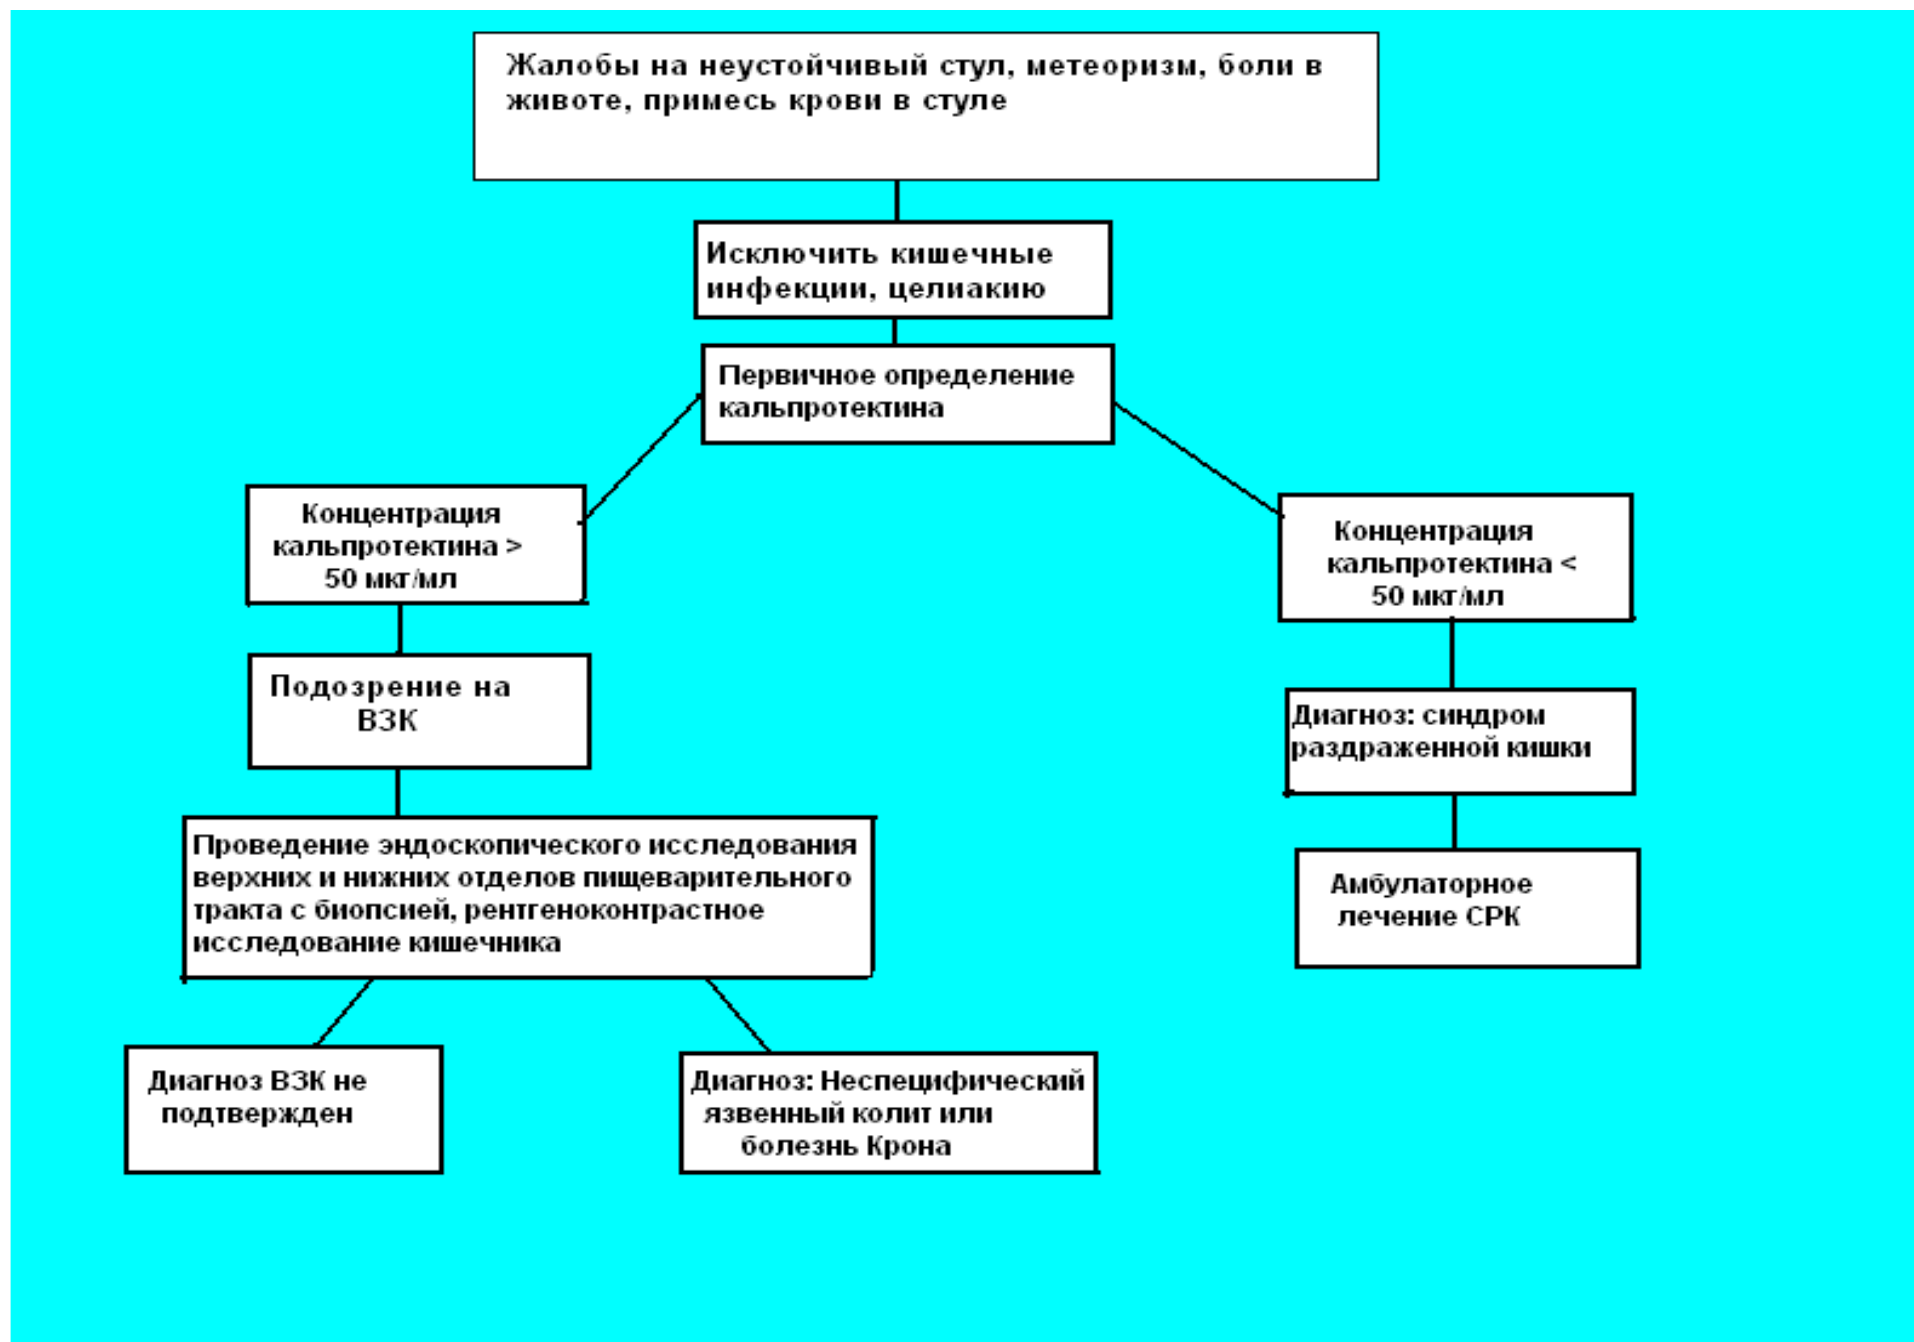 Жалобы на неустойчивый стул, метеоризм, боли в
животе, примесь крови в стуле
Исключить кишечные
инфекции, целиакию
Первичное определение
кальпротектина
Концентрация
кальпротектина >
50 мкг/мл
Концентрация
кальпротектина <
50 мкг/мл
Подозрение на
ВЗК
Диагноз: синдром
раздраженной кишки
Проведение эндоскопического исследования
верхних и нижних отделов пищеварительного
тракта с биопсией, рентгеноконтрастное
исследование кишечника
Амбулаторное
лечение СРК
Диагноз ВЗК не
подтвержден
Диагноз: Неспецифический
язвенный колит или
болезнь Крона